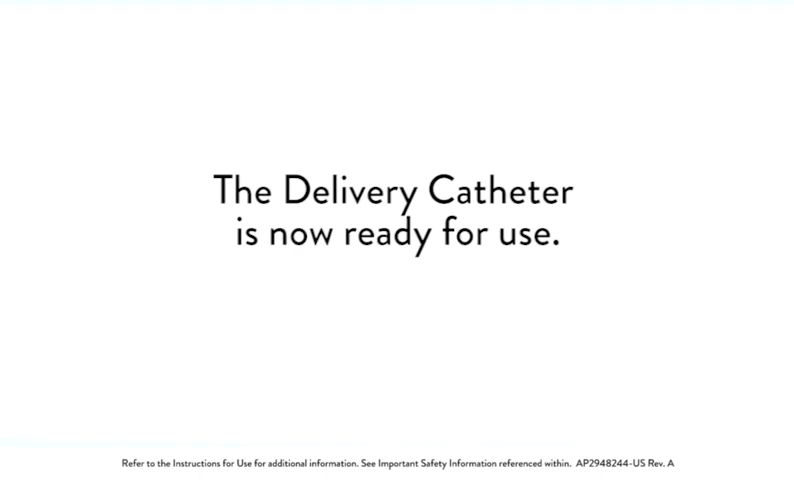 The Delivery Catheter
is now ready for use.
Refer to the Instructions for Use for additional information. See Important Safety Information referenced within. AP2948244-US Rev. A